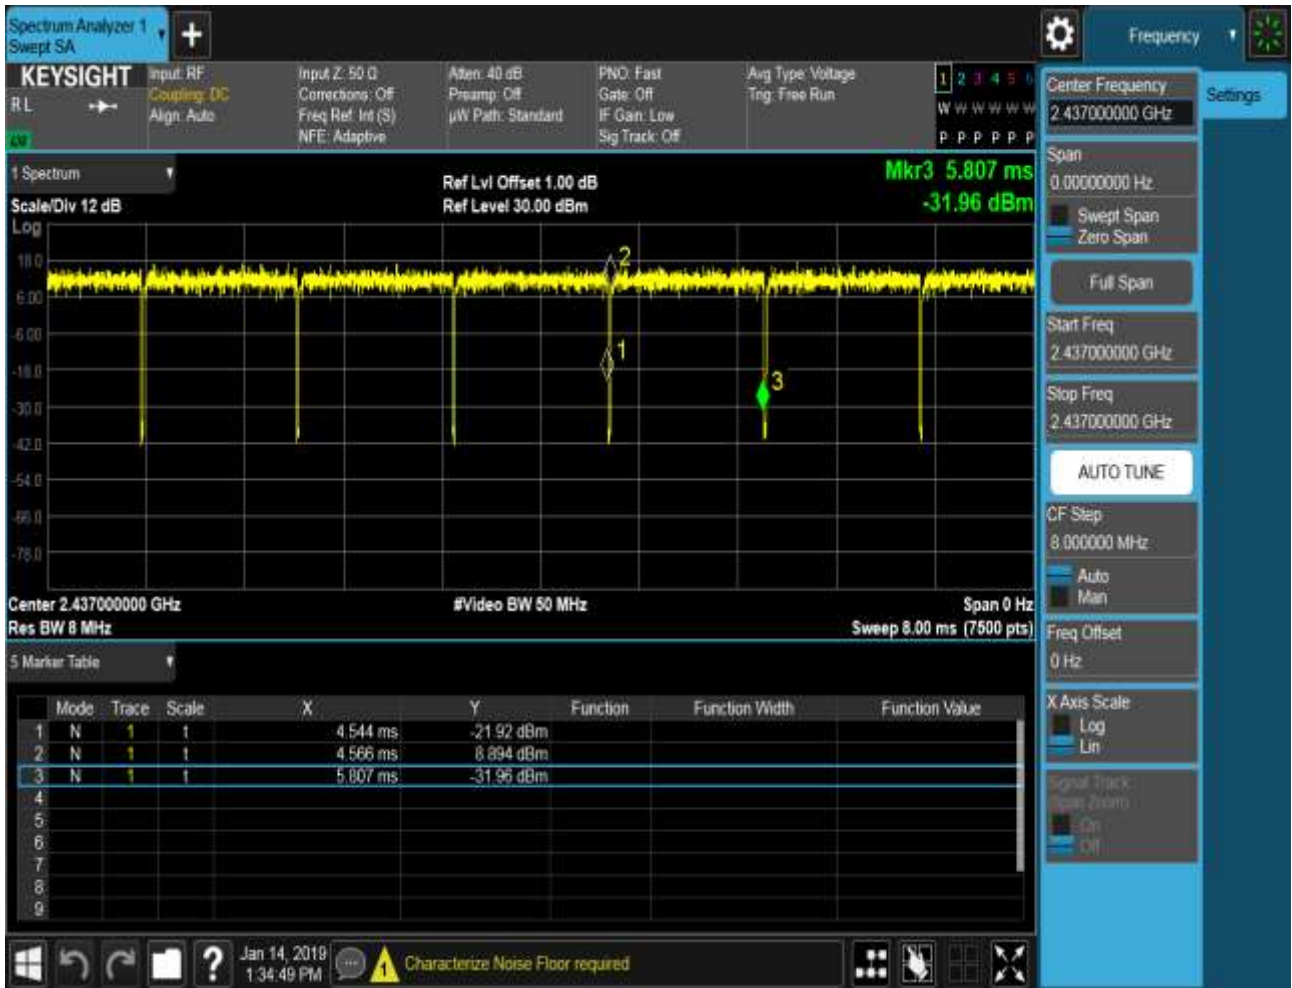 Spectrum Analyzer 1
Swept SA
Frequency
KEYSIGHT
R L
Input: RF
Coupling: DC
Align: Auto
Input Z: 50 Ω
Corrections: Off
Freq Ref: Int (S)
NFE: Adaptive
Atten: 40 dB
Preamp: Off
µW Path: Standard
PNO: Fast
Gate: Off
IF Gain: Low
Sig Track: Off
Avg Type: Voltage
Trig: Free Run
1 2 3 4 5 6
W W W W W W
P P P P P P
1 Spectrum
Scale/Div 12 dB
Ref Lvl Offset 1.00 dB
Ref Level 30.00 dBm
Mkr3 5.807 ms
-31.96 dBm
Log
18.0
6.00
-6.00
-18.0
-30.0
-42.0
-54.0
-66.0
-78.0
2
1
3
Center 2.437000000 GHz
#Video BW 50 MHz
Span 0 Hz
Res BW 8 MHz
Sweep 8.00 ms (7500 pts)
5 Marker Table
Mode Trace Scale X Y Function Function Width Function Value
1 N 1 t 4.544 ms -21.92 dBm
2 N 1 t 4.566 ms 8.894 dBm
3 N 1 t 5.807 ms -31.96 dBm
4
5
6
7
8
9
?
Jan 14, 2019
1:34:49 PM
1
Characterize Noise Floor required
Center Frequency
2.437000000 GHz
Settings
Span
0.00000000 Hz
Swept Span
Zero Span
Full Span
Start Freq
2.437000000 GHz
Stop Freq
2.437000000 GHz
AUTO TUNE
CF Step
8.000000 MHz
Auto
Man
Freq Offset
0 Hz
X Axis Scale
Log
Lin
Signal Track
(Span Zoom)
On
Off